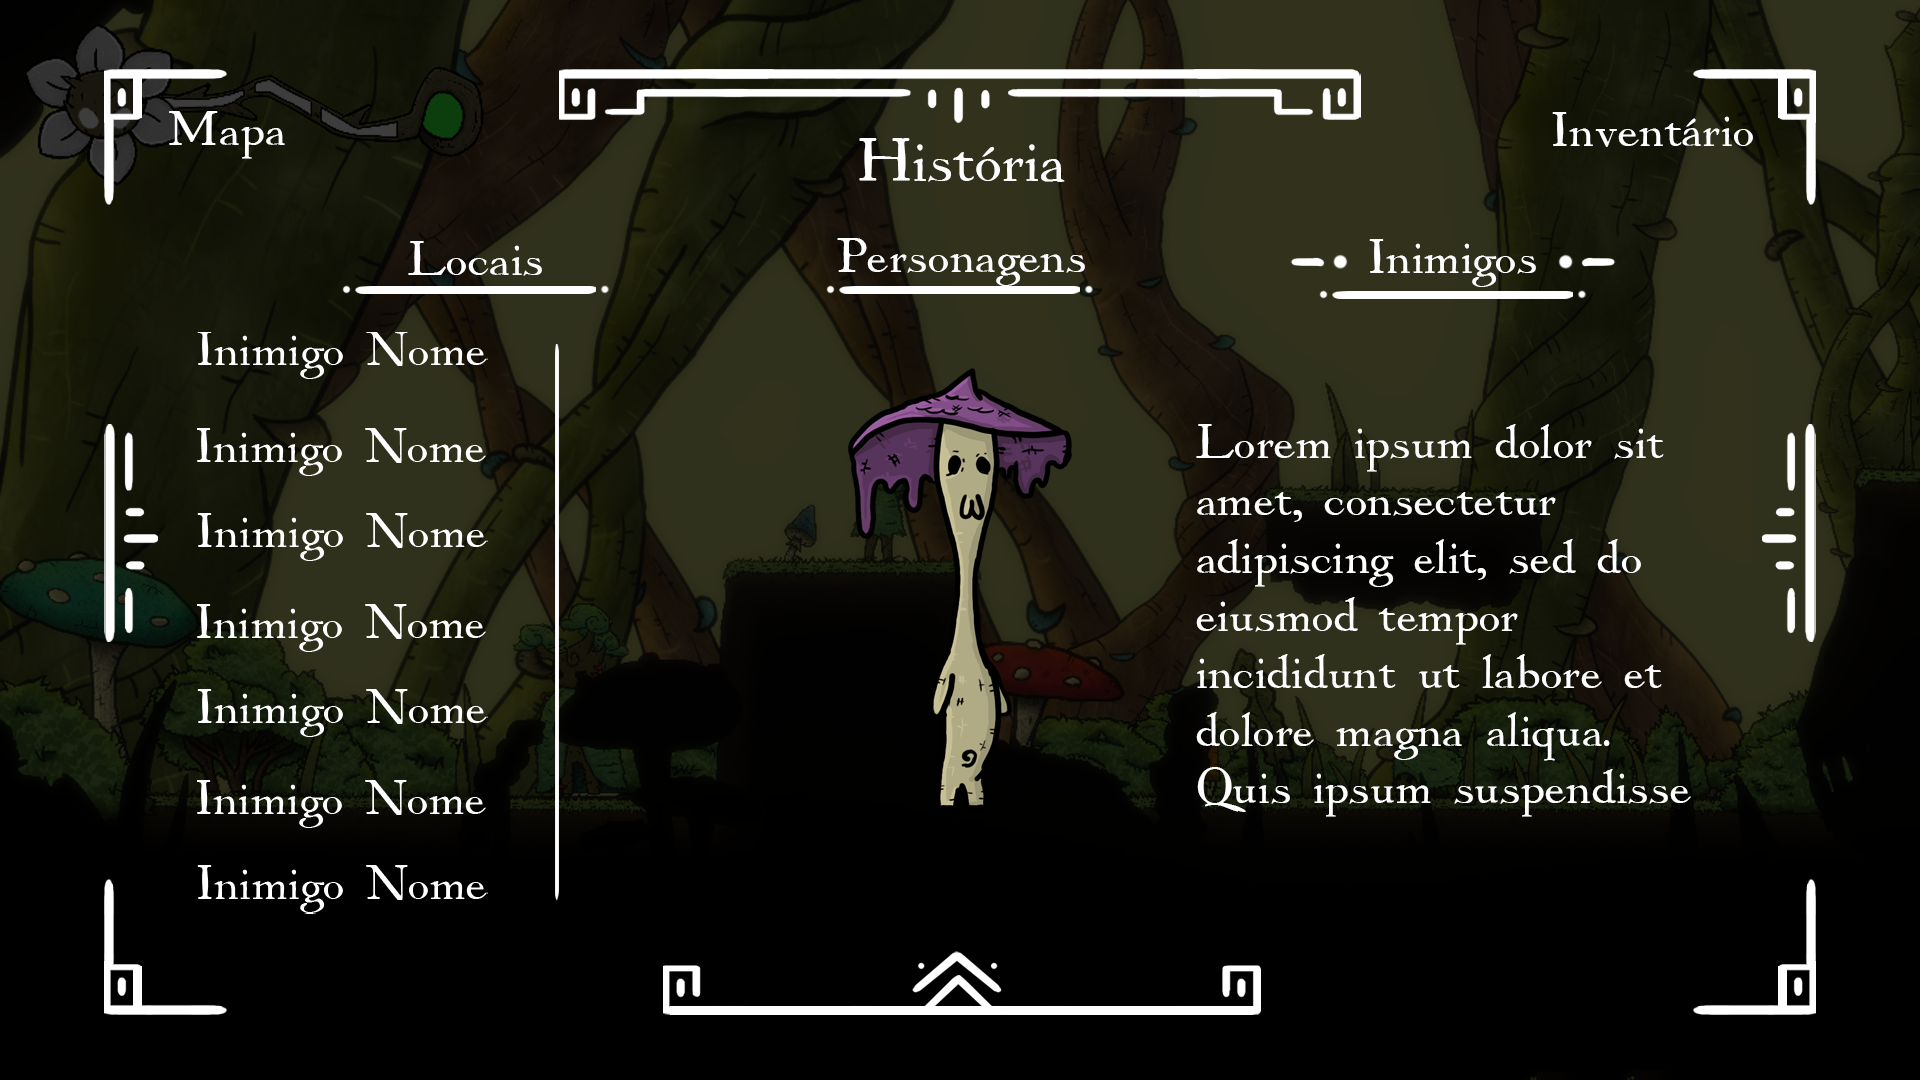 Mapa
História
Inventário
Locais
Personagens
Inimigos
Inimigo Nome
Inimigo Nome
Inimigo Nome
Inimigo Nome
Inimigo Nome
Inimigo Nome
Inimigo Nome
Lorem ipsum dolor sit
amet, consectetur
adipiscing elit, sed do
eiusmod tempor
incididunt ut labore et
dolore magna aliqua.
Quis ipsum suspendisse